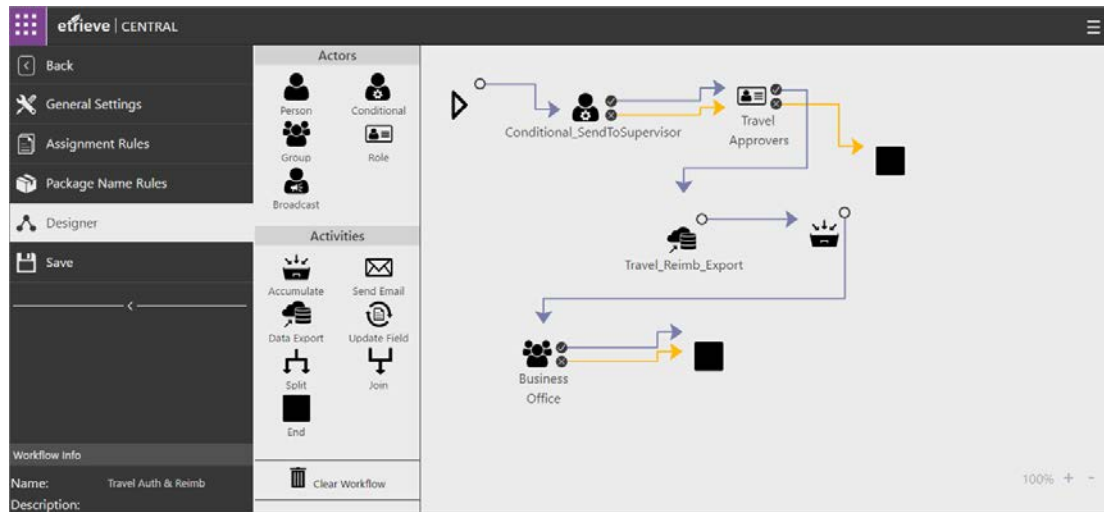 etrieve | CENTRAL
Back
General Settings
Assignment Rules
Package Name Rules
Designer
Save
Workflow Info
Name: Travel Auth & Reimb
Description:
Actors
Person Conditional
Group Role
Broadcast
Activities
Accumulate Send Email
Data Export Update Field
Split Join
End
Clear Workflow
Conditional_SendToSupervisor
Travel
Approvers
Travel_Reimb_Export
Business
Office
100% + -